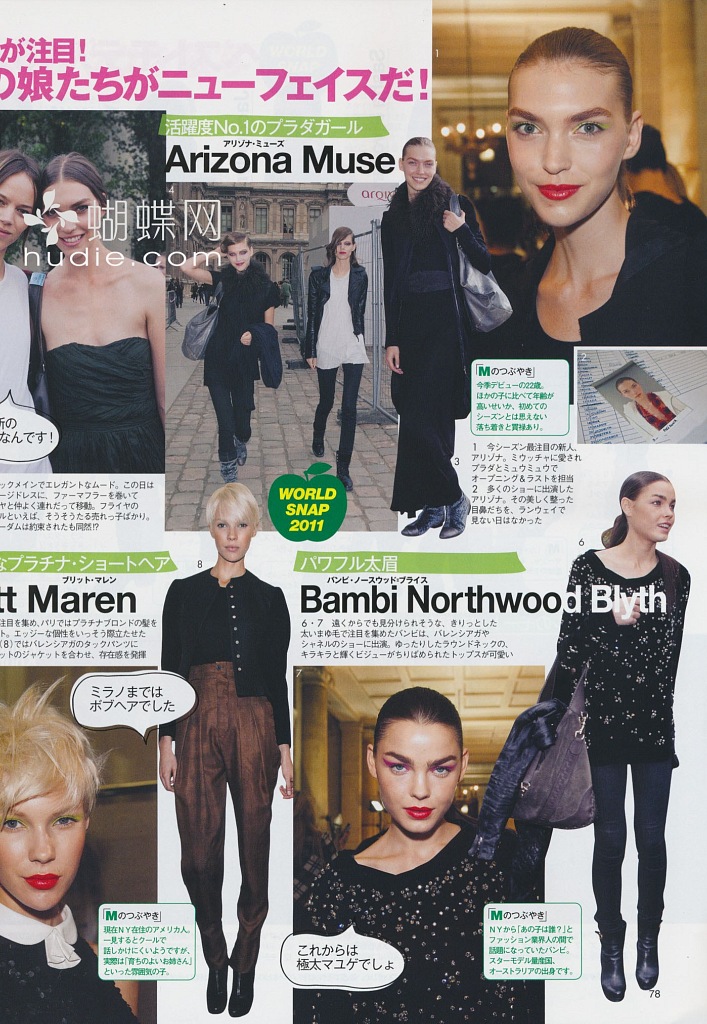 が注目!
の娘たちがニューフェイスだ!
活躍度No.1のプラダガール
アリゾナ・ミューズ
Arizona Muse
蝴蝶网
hudie.com
WORLD
SNAP
2011
1
2
3
4
新の
なんです!
ックメインでエレガントなムード。この日は
ージドレスに、ファーマフラーを巻いて
ヤと仲よく連れだって移動。フライヤの
ルといえば、そうそうたる売れっ子ばかり。
ーダムは約束されたも同然!?
「Mのつぶやき」
今季デビューの22歳。
ほかの子に比べて年齢が
高いせいか、初めての
シーズンとは思えない
落ち着きと貫禄あり。
1 今シーズン最注目の新人、
アリゾナ。ミウッチャに愛され
プラダとミュウミュウで
オープニング&ラストを担当
2 多くのショーに出演した
アリゾナ。その美しく整った
目鼻だちを、ランウェイで
見ない日はなかった
なプラチナ・ショートヘア
ブリット・マレン
tt Maren
注目を集め、パリではプラチナブロンドの髪を
ート。エッジーな個性をいっそう際立たせた
(8)ではバレンシアガのタックパンツに
ットのジャケットを合わせ、存在感を発揮
8
ミラノまでは
ボブヘアでした
「Mのつぶやき」
現在NY在住のアメリカ人。
一見するとクールで
話しかけにくいようですが、
実際は「育ちのよいお姉さん」
といった雰囲気の子。
パワフル太眉
バンビ・ノースウッド・ブライス
Bambi Northwood Blyth
6・7 遠くからでも見分けられそうな、きりっとした
太いまゆ毛で注目を集めたバンビは、バレンシアガや
シャネルのショーに出演。ゆったりしたラウンドネックの、
キラキラと輝くビジューがちりばめられたトップスが可愛い
6
7
これからは
極太マユゲでしょ
「Mのつぶやき」
NYから「あの子は誰?」と
ファッション業界人の間で
話題になっていたバンビ。
スターモデル量産国、
オーストラリアの出身です。
78